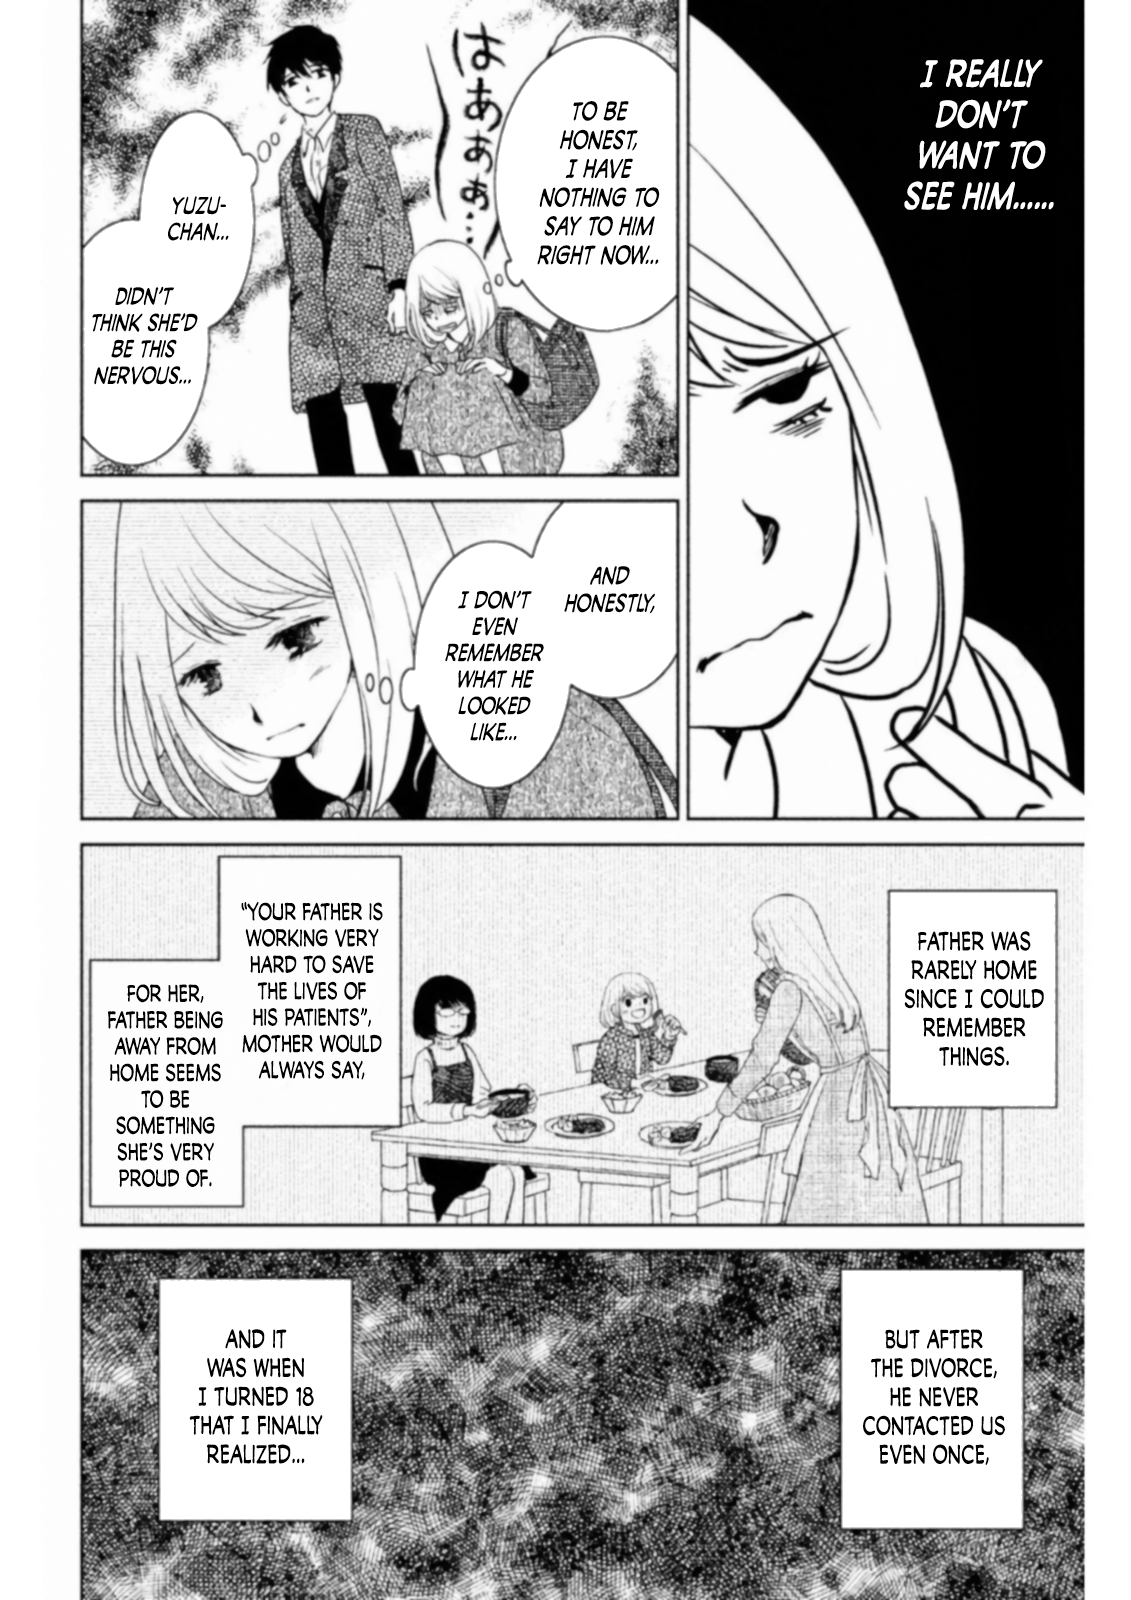 I REALLY
DON'T
WANT TO
SEE HIM......
TO BE
HONEST,
I HAVE
NOTHING TO
SAY TO HIM
RIGHT NOW...
はあぁぁ…
YUZU-
CHAN...
DIDN'T
THINK SHE'D
BE THIS
NERVOUS...
AND
HONESTLY,
I DON'T
EVEN
REMEMBER
WHAT HE
LOOKED
LIKE...
FATHER WAS
RARELY HOME
SINCE I COULD
REMEMBER
THINGS.
"YOUR FATHER IS
WORKING VERY
HARD TO SAVE
THE LIVES OF
HIS PATIENTS",
MOTHER WOULD
ALWAYS SAY,
FOR HER,
FATHER BEING
AWAY FROM
HOME SEEMS
TO BE
SOMETHING
SHE'S VERY
PROUD OF.
BUT AFTER
THE DIVORCE,
HE NEVER
CONTACTED US
EVEN ONCE,
AND IT
WAS WHEN
I TURNED 18
THAT I FINALLY
REALIZED...